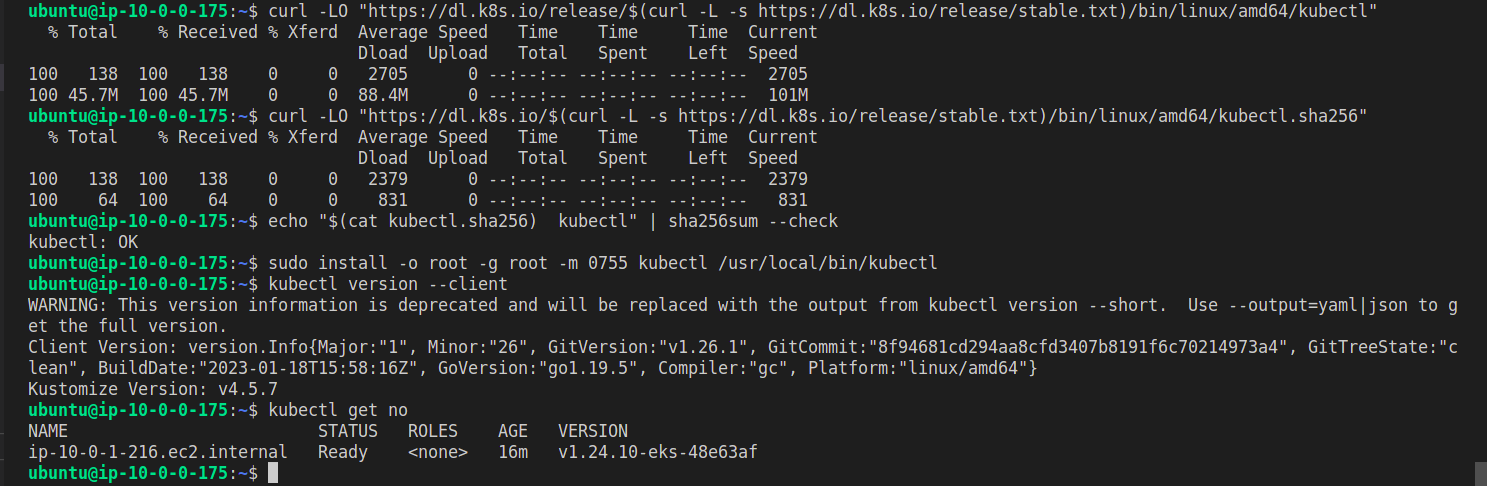 ubuntu@ip-10-0-0-175:~$ curl -LO "https://dl.k8s.io/release/$(curl -L -s https://dl.k8s.io/release/stable.txt)/bin/linux/amd64/kubectl"
  % Total    % Received % Xferd  Average Speed   Time    Time     Time  Current
                                 Dload  Upload   Total   Spent    Left  Speed
100   138  100   138    0     0   2705      0 --:--:-- --:--:-- --:--:--  2705
100 45.7M  100 45.7M    0     0  88.4M      0 --:--:-- --:--:-- --:--:--  101M
ubuntu@ip-10-0-0-175:~$ curl -LO "https://dl.k8s.io/$(curl -L -s https://dl.k8s.io/release/stable.txt)/bin/linux/amd64/kubectl.sha256"
  % Total    % Received % Xferd  Average Speed   Time    Time     Time  Current
                                 Dload  Upload   Total   Spent    Left  Speed
100   138  100   138    0     0   2379      0 --:--:-- --:--:-- --:--:--  2379
100    64  100    64    0     0    831      0 --:--:-- --:--:-- --:--:--   831
ubuntu@ip-10-0-0-175:~$ echo "$(cat kubectl.sha256)  kubectl" | sha256sum --check
kubectl: OK
ubuntu@ip-10-0-0-175:~$ sudo install -o root -g root -m 0755 kubectl /usr/local/bin/kubectl
ubuntu@ip-10-0-0-175:~$ kubectl version --client
WARNING: This version information is deprecated and will be replaced with the output from kubectl version --short.  Use --output=yaml|json to g
et the full version.
Client Version: version.Info{Major:"1", Minor:"26", GitVersion:"v1.26.1", GitCommit:"8f94681cd294aa8cfd3407b8191f6c70214973a4", GitTreeState:"c
lean", BuildDate:"2023-01-18T15:58:16Z", GoVersion:"go1.19.5", Compiler:"gc", Platform:"linux/amd64"}
Kustomize Version: v4.5.7
ubuntu@ip-10-0-0-175:~$ kubectl get no
NAME                         STATUS   ROLES    AGE   VERSION
ip-10-0-1-216.ec2.internal   Ready    <none>   16m   v1.24.10-eks-48e63af
ubuntu@ip-10-0-0-175:~$